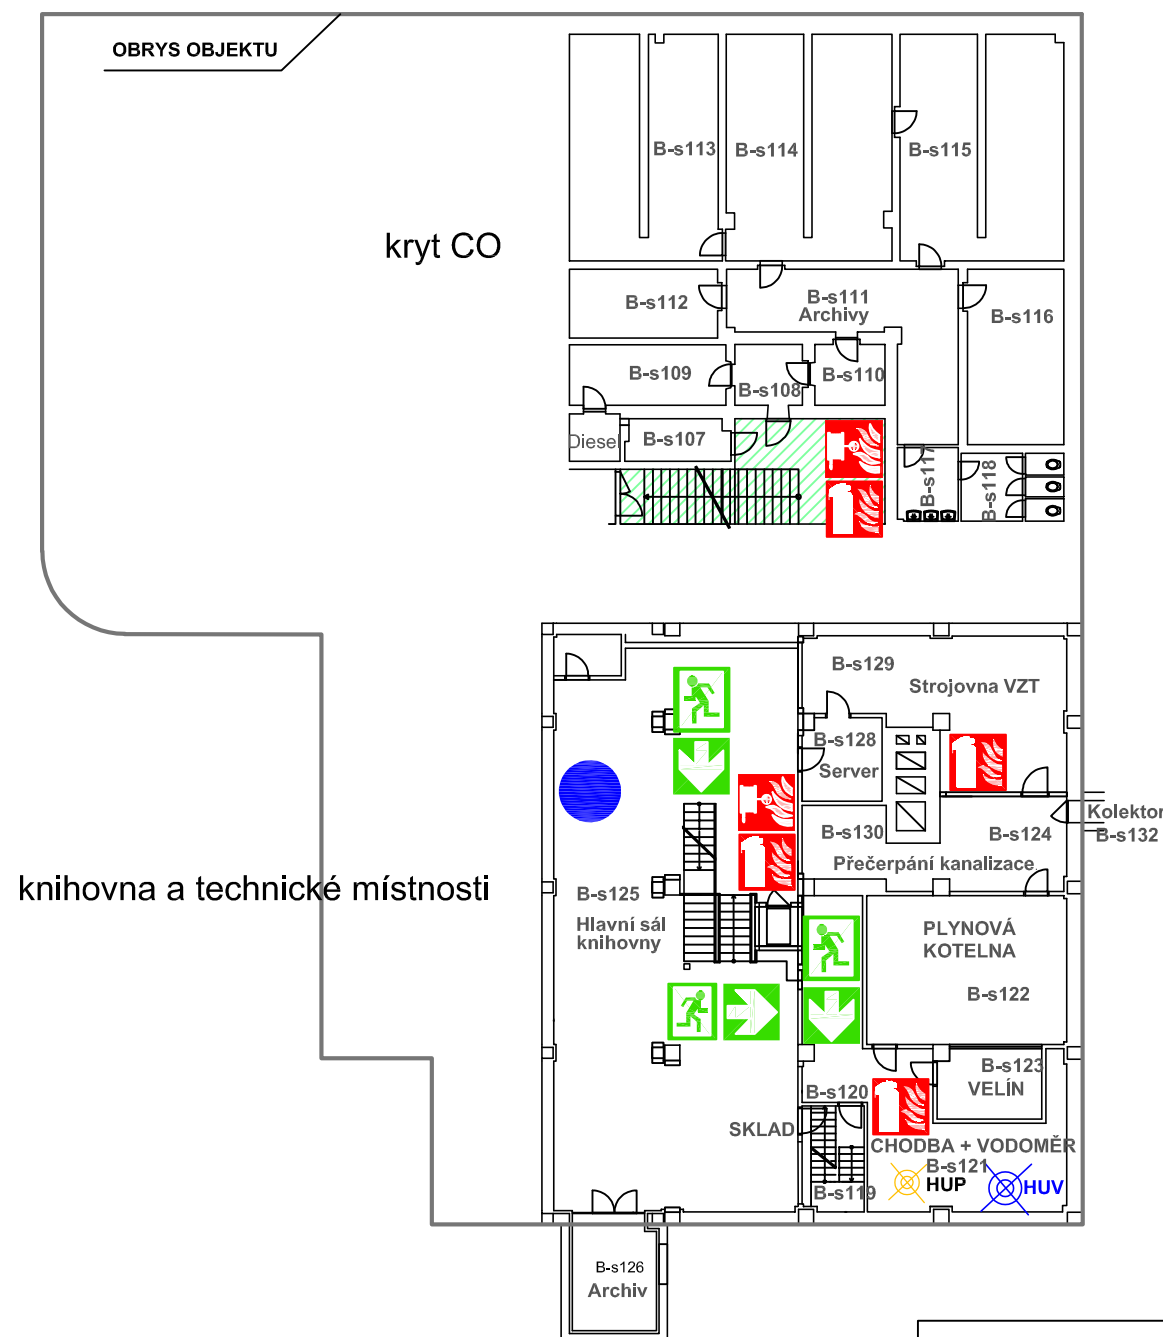 OBRYS OBJEKTU
B-s113
B-s114
B-s115
kryt CO
B-s112
B-s111
Archivy
B-s116
B-s109
B-s108
B-s110
Diesel
B-s107
B-s117
B-s118
B-s129
Strojovna VZT
B-s128
Server
Kolektor
B-s132
B-s130
B-s124
Přečerpání kanalizace
knihovna a technické místnosti
B-s125
Hlavní sál
knihovny
PLYNOVÁ
KOTELNA
B-s122
B-s123
VELÍN
B-s120
SKLAD
CHODBA + VODOMĚR
B-s121
HUP
HUV
B-s119
B-s126
Archiv